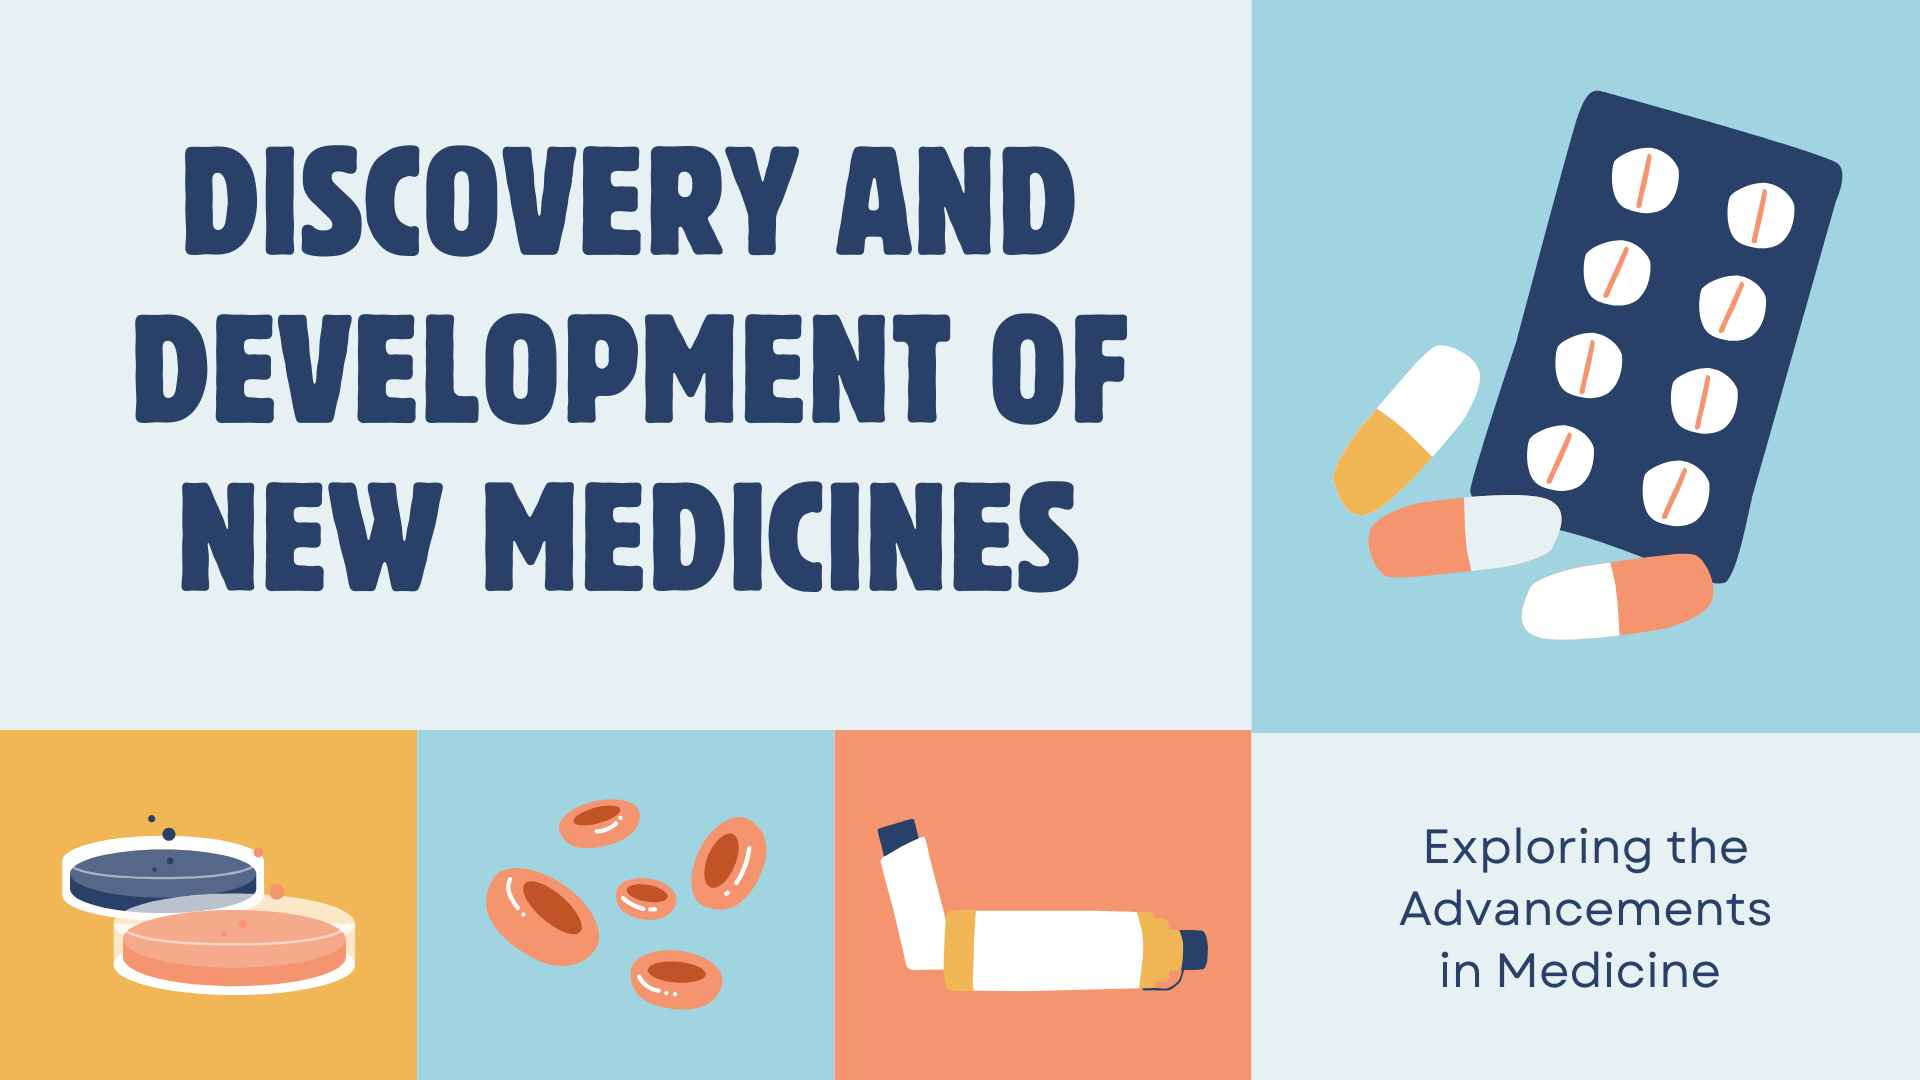 DISCOVERY AND
DEVELOPMENT OF
NEW MEDICINES
Exploring the
Advancements
in Medicine